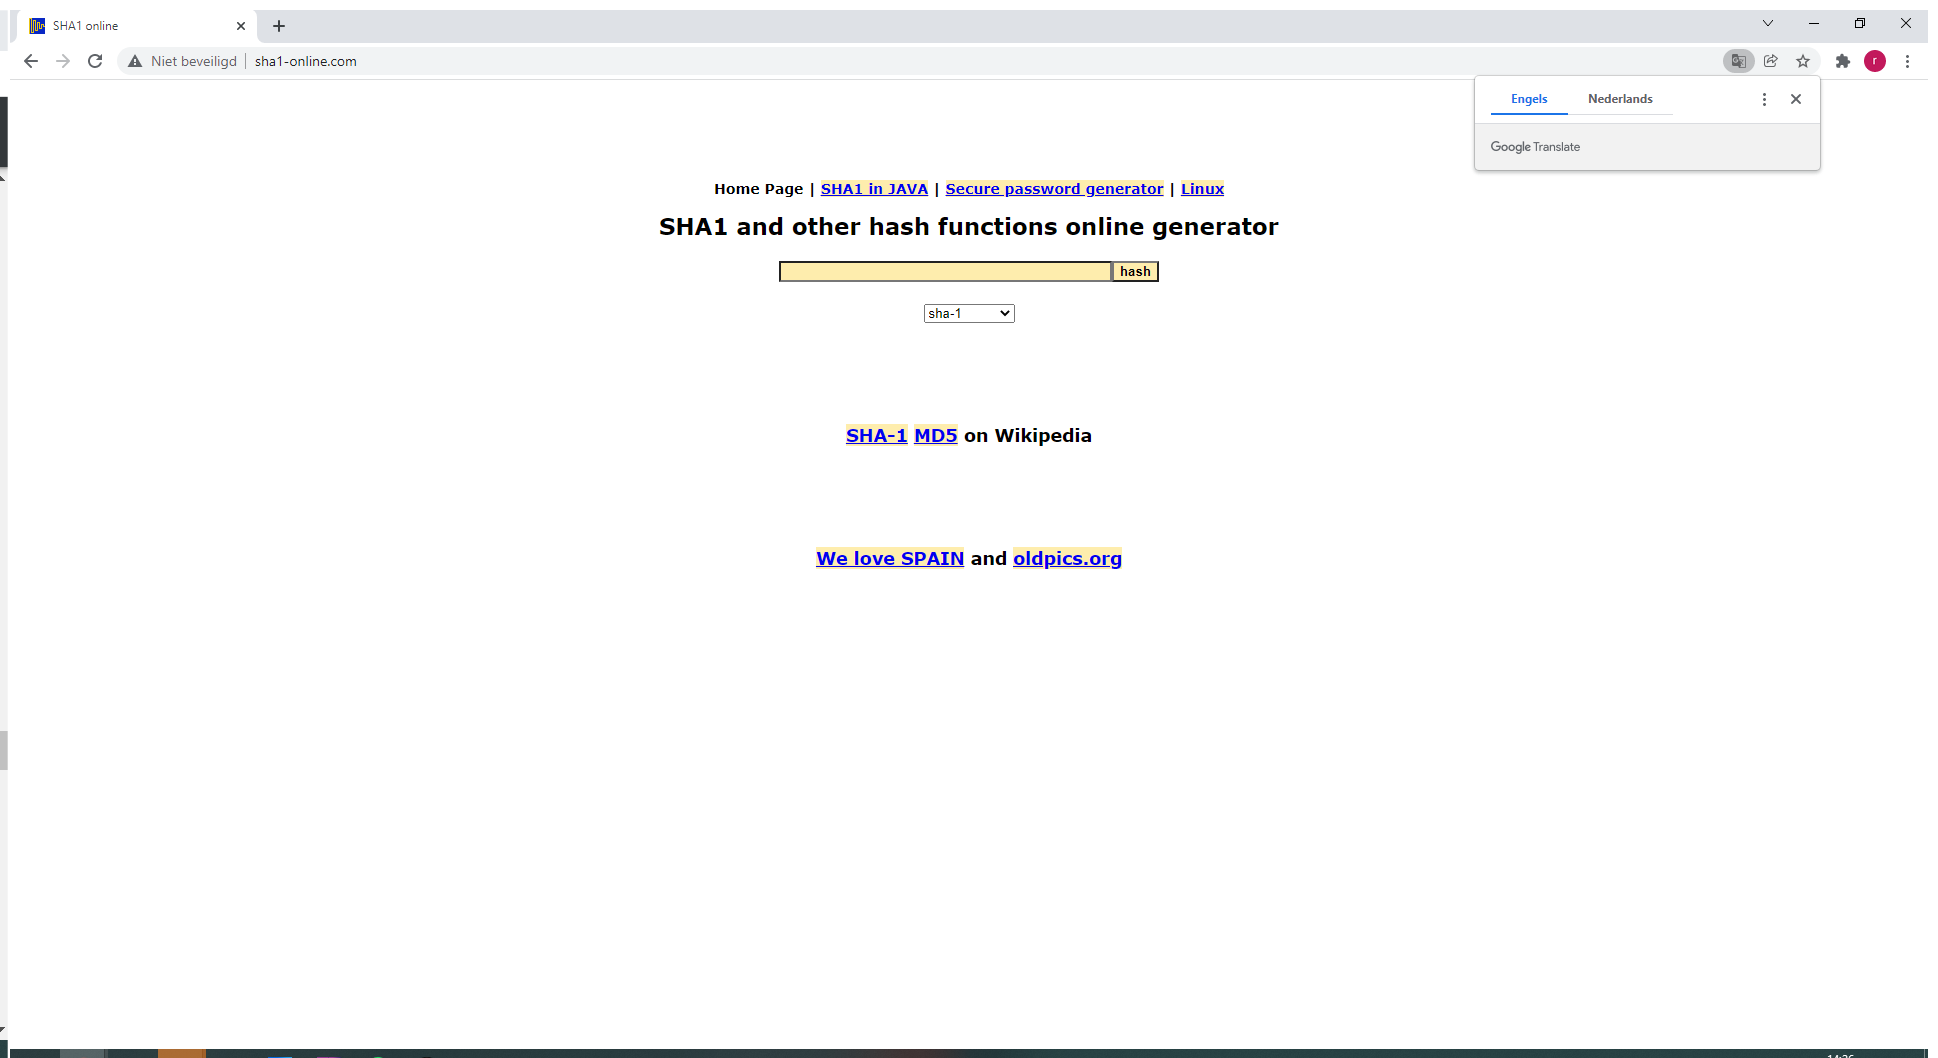 SHA1 online
Niet beveiligd | sha1-online.com
r
Engels Nederlands
Google Translate
Home Page | SHA1 in JAVA | Secure password generator | Linux
SHA1 and other hash functions online generator
hash
sha-1
SHA-1 MD5 on Wikipedia
We love SPAIN and oldpics.org